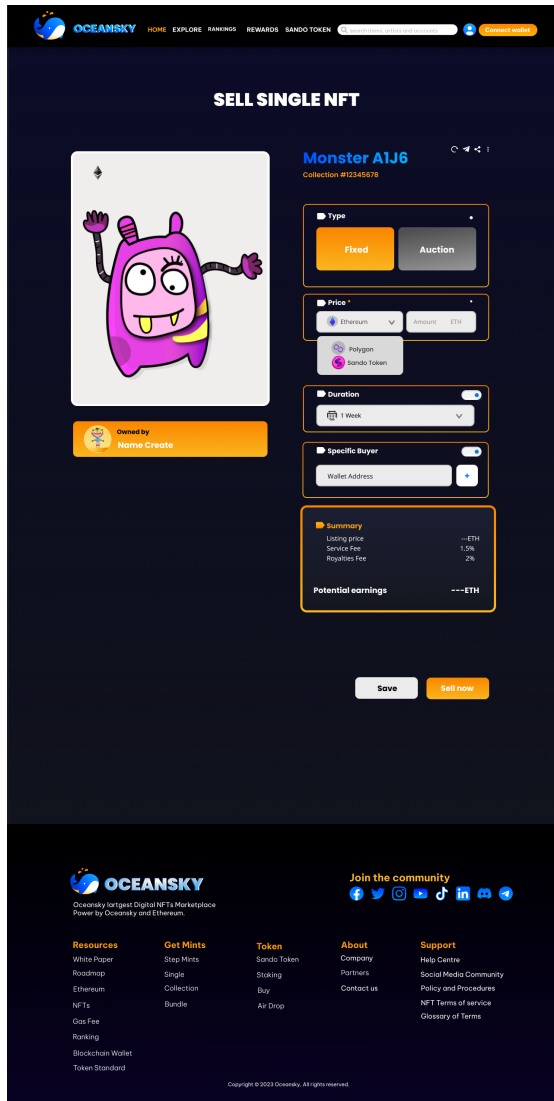 OCEANSKY HOME EXPLORE RANKINGS REWARDS SANDO TOKEN search items, artists and accounts Connect wallet
SELL SINGLE NFT
Monster A1J6
Collection #12345678
Type
Fixed Auction
Price *
Ethereum Amount ETH
Polygon
Sando Token
Duration
1 Week
Owned by
Name Create
Specific Buyer
Wallet Address +
Summary
Listing price ---ETH
Service Fee 1.5%
Royalties Fee 2%
Potential earnings ---ETH
Save Sell now
OCEANSKY
Oceansky lartgest Digital NFTs Marketplace
Power by Oceansky and Ethereum.
Join the community
Resources
White Paper
Roadmap
Ethereum
NFTs
Gas Fee
Ranking
Blockchain Wallet
Token Standard
Get Mints
Step Mints
Single
Collection
Bundle
Token
Sando Token
Staking
Buy
Air Drop
About
Company
Partners
Contact us
Support
Help Centre
Social Media Community
Policy and Procedures
NFT Terms of service
Glossary of Terms
Copyright © 2023 Oceansky, All rights reserved.